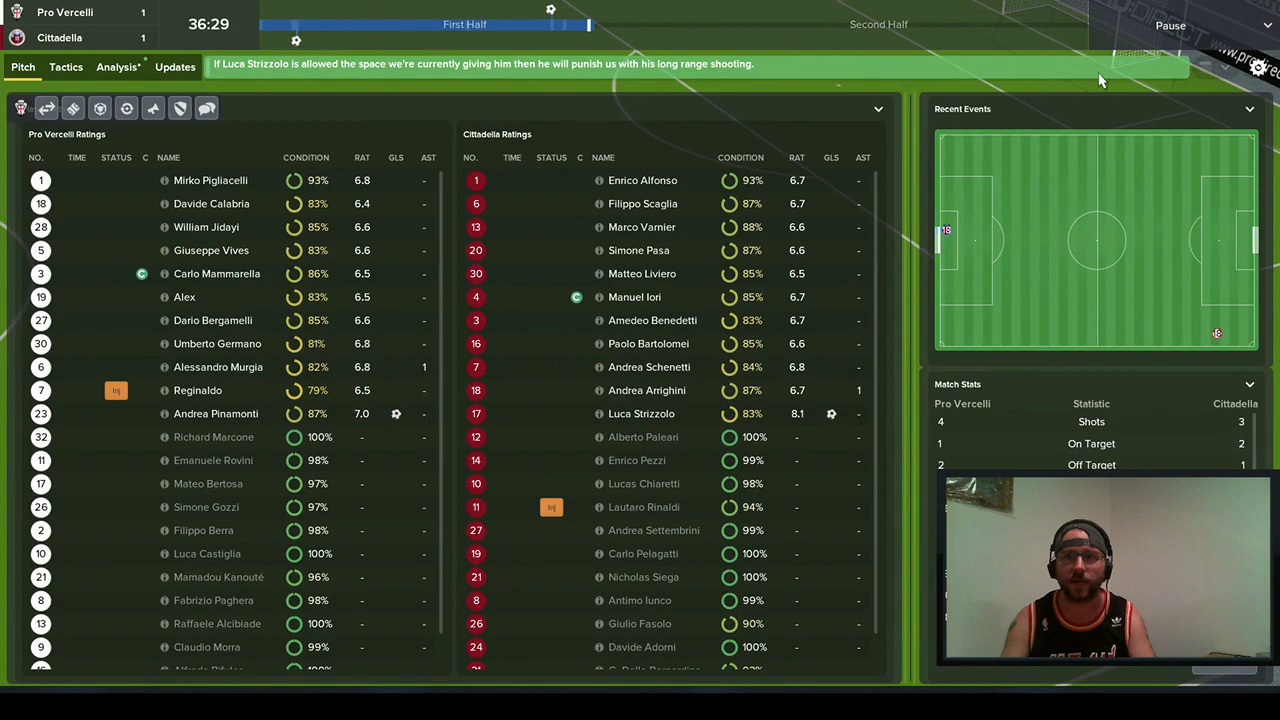 Pro Vercelli 1
Cittadella 1
36:29
First Half
Second Half
Pause
www.prodirec
Pitch Tactics Analysis* Updates
If Luca Strizzolo is allowed the space we're currently giving him then he will punish us with his long range shooting.
Pro Vercelli Ratings
NO. TIME STATUS C NAME CONDITION RAT GLS AST
1 Mirko Pigliacelli 93% 6.8 -
18 Davide Calabria 83% 6.4 -
28 William Jidayi 85% 6.6 -
5 Giuseppe Vives 83% 6.6 -
3 C Carlo Mammarella 86% 6.5 -
19 Alex 83% 6.5 -
27 Dario Bergamelli 85% 6.6 -
30 Umberto Germano 81% 6.8 -
6 Alessandro Murgia 82% 6.8 1
7 Inj Reginaldo 79% 6.5 -
23 Andrea Pinamonti 87% 7.0 -
32 Richard Marcone 100% - -
11 Emanuele Rovini 98% - -
17 Mateo Bertosa 97% - -
26 Simone Gozzi 97% - -
2 Filippo Berra 98% - -
10 Luca Castiglia 100% - -
21 Mamadou Kanouté 96% - -
8 Fabrizio Paghera 98% - -
13 Raffaele Alcibiade 100% - -
9 Claudio Morra 99% - -
Cittadella Ratings
NO. TIME STATUS C NAME CONDITION RAT GLS AST
1 Enrico Alfonso 93% 6.7 -
6 Filippo Scaglia 87% 6.7 -
13 Marco Varnier 88% 6.6 -
20 Simone Pasa 87% 6.6 -
30 Matteo Liviero 85% 6.5 -
4 C Manuel Iori 85% 6.7 -
3 Amedeo Benedetti 83% 6.7 -
16 Paolo Bartolomei 85% 6.6 -
7 Andrea Schenetti 84% 6.8 -
18 Andrea Arrighini 87% 6.7 1
17 Luca Strizzolo 83% 8.1 -
12 Alberto Paleari 100% - -
14 Enrico Pezzi 99% - -
10 Lucas Chiaretti 98% - -
11 Inj Lautaro Rinaldi 94% - -
27 Andrea Settembrini 99% - -
19 Carlo Pelagatti 100% - -
21 Nicholas Siega 100% - -
8 Antimo Iunco 99% - -
26 Giulio Fasolo 90% - -
24 Davide Adorni 100% - -
Recent Events
18
Match Stats
Pro Vercelli Statistic Cittadella
4 Shots 3
1 On Target 2
2 Off Target 1